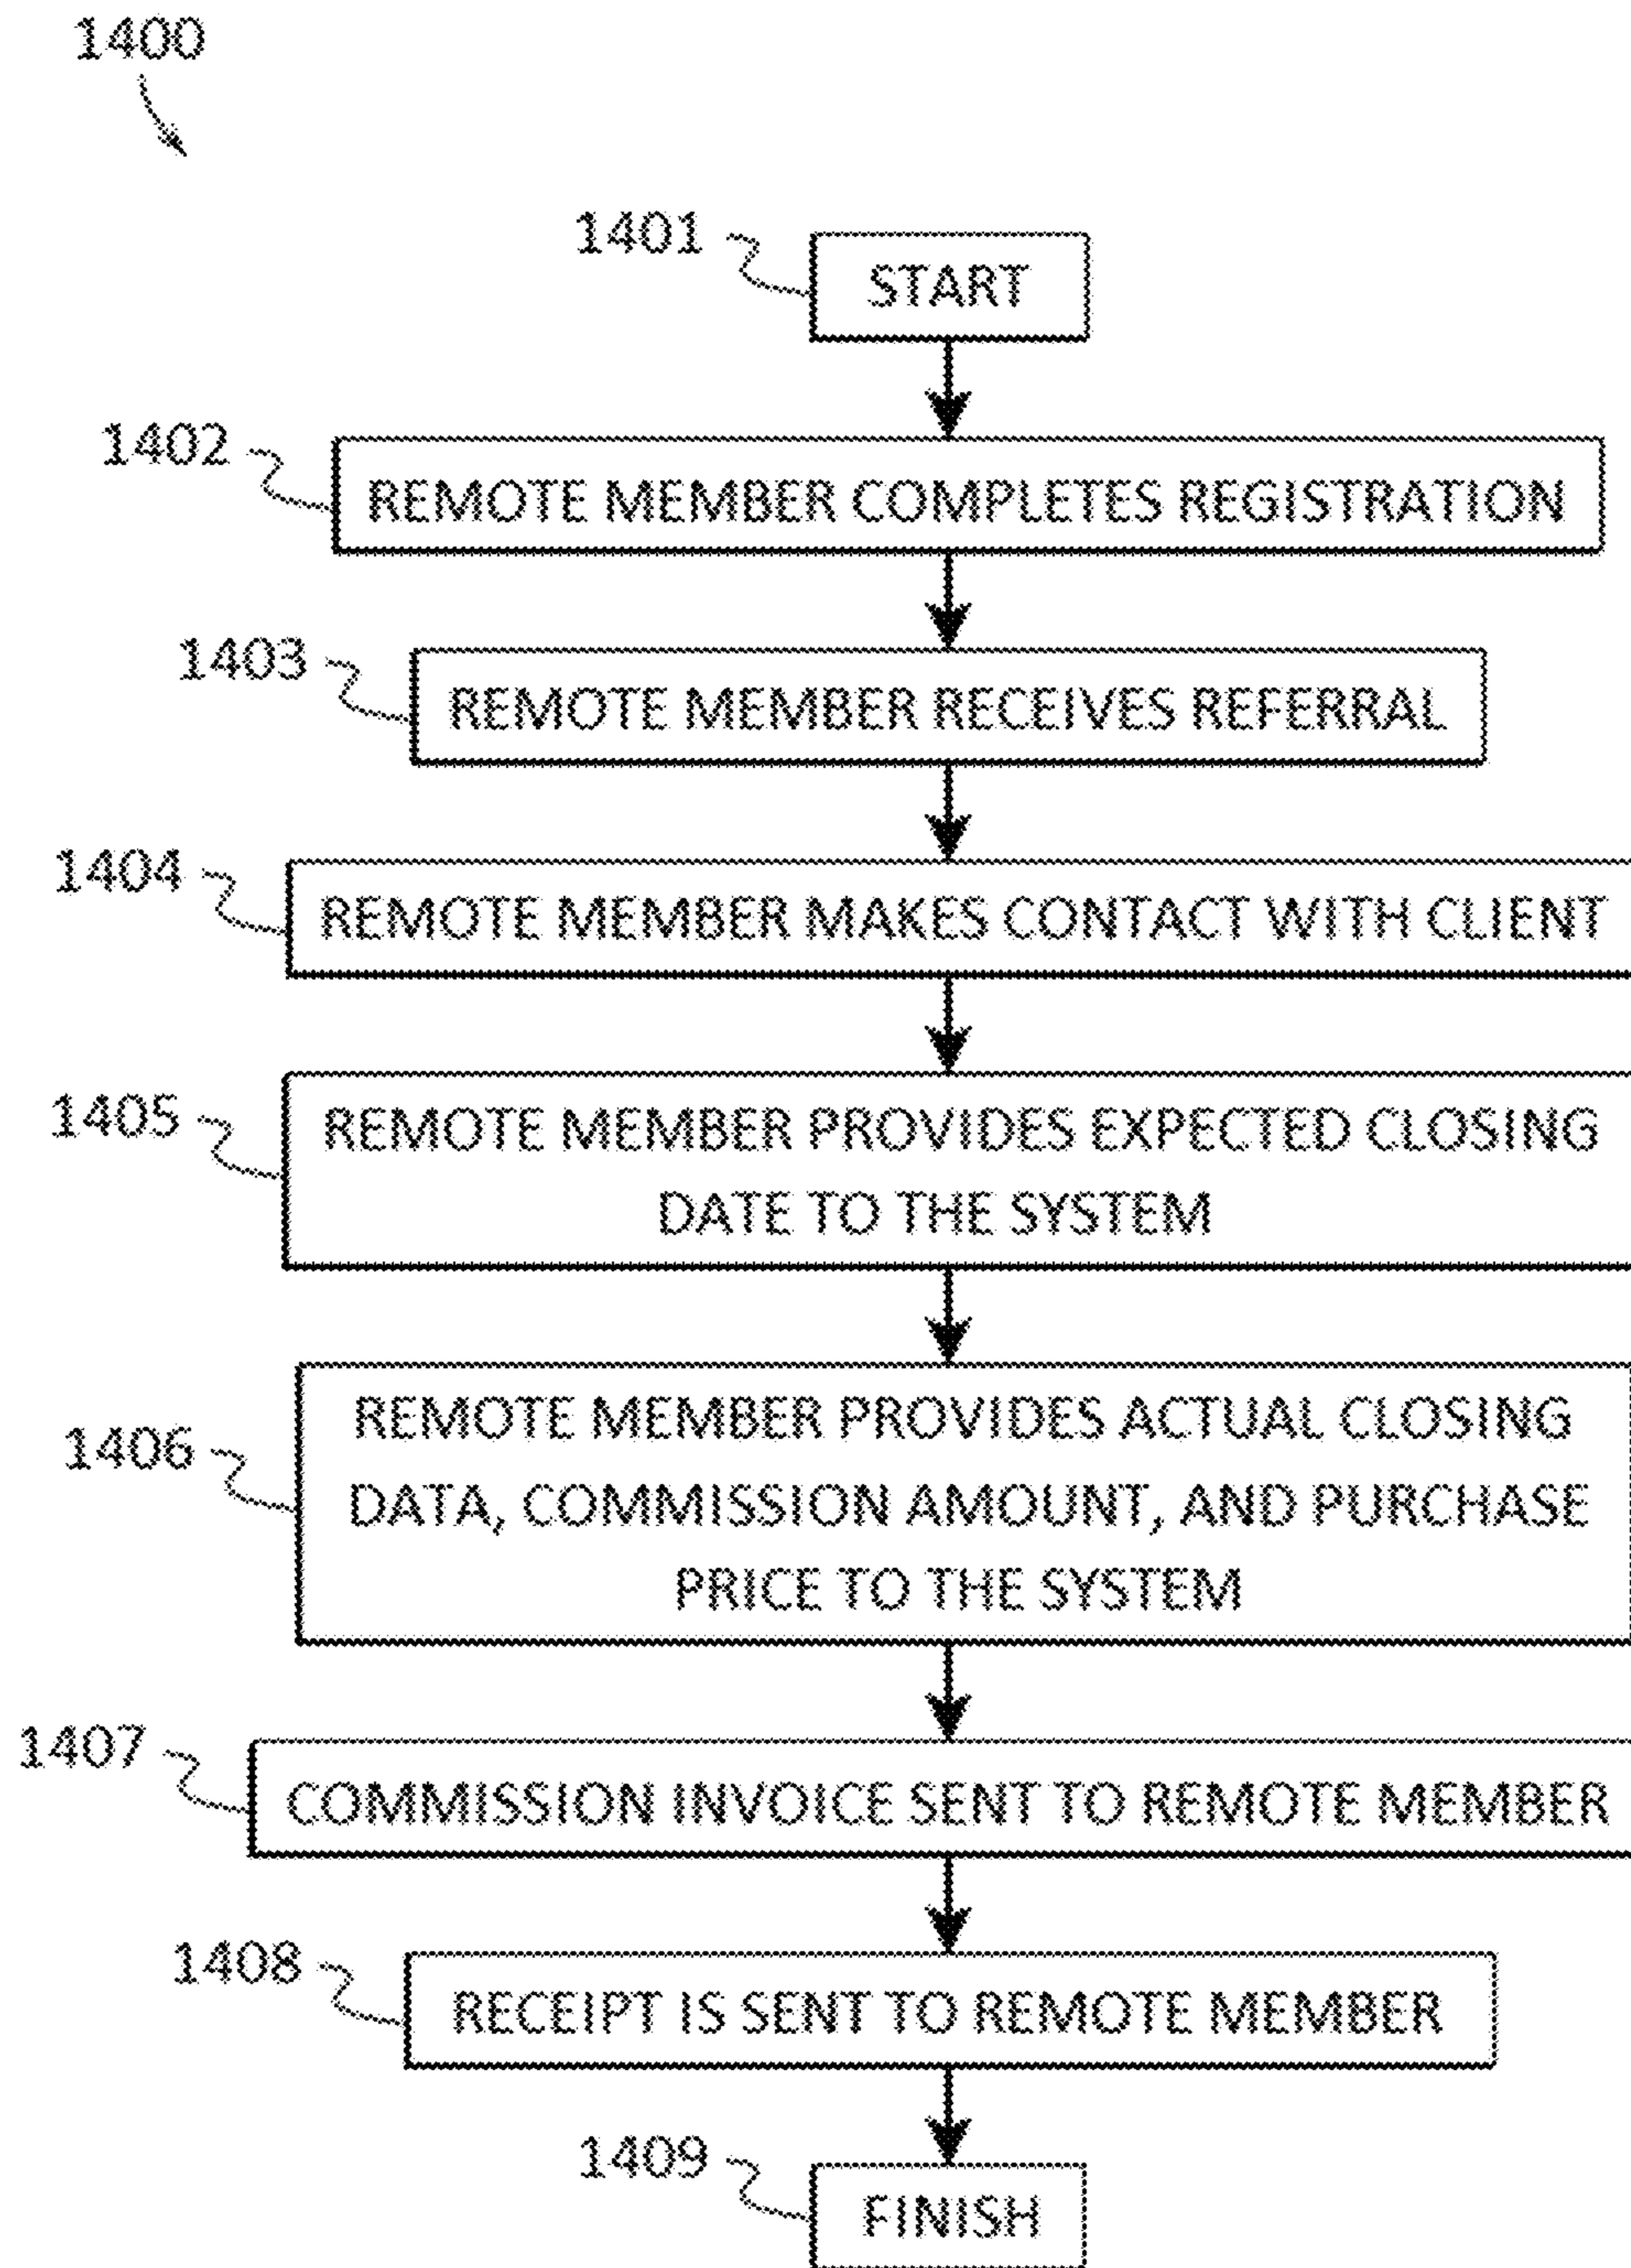 1400
1401
START
1402
REMOTE MEMBER COMPLETES REGISTRATION
1403
REMOTE MEMBER RECEIVES REFERRAL
1404
REMOTE MEMBER MAKES CONTACT WITH CLIENT
1405
REMOTE MEMBER PROVIDES EXPECTED CLOSING
DATE TO THE SYSTEM
1406
REMOTE MEMBER PROVIDES ACTUAL CLOSING
DATA, COMMISSION AMOUNT, AND PURCHASE
PRICE TO THE SYSTEM
1407
COMMISSION INVOICE SENT TO REMOTE MEMBER
1408
RECEIPT IS SENT TO REMOTE MEMBER
1409
FINISH